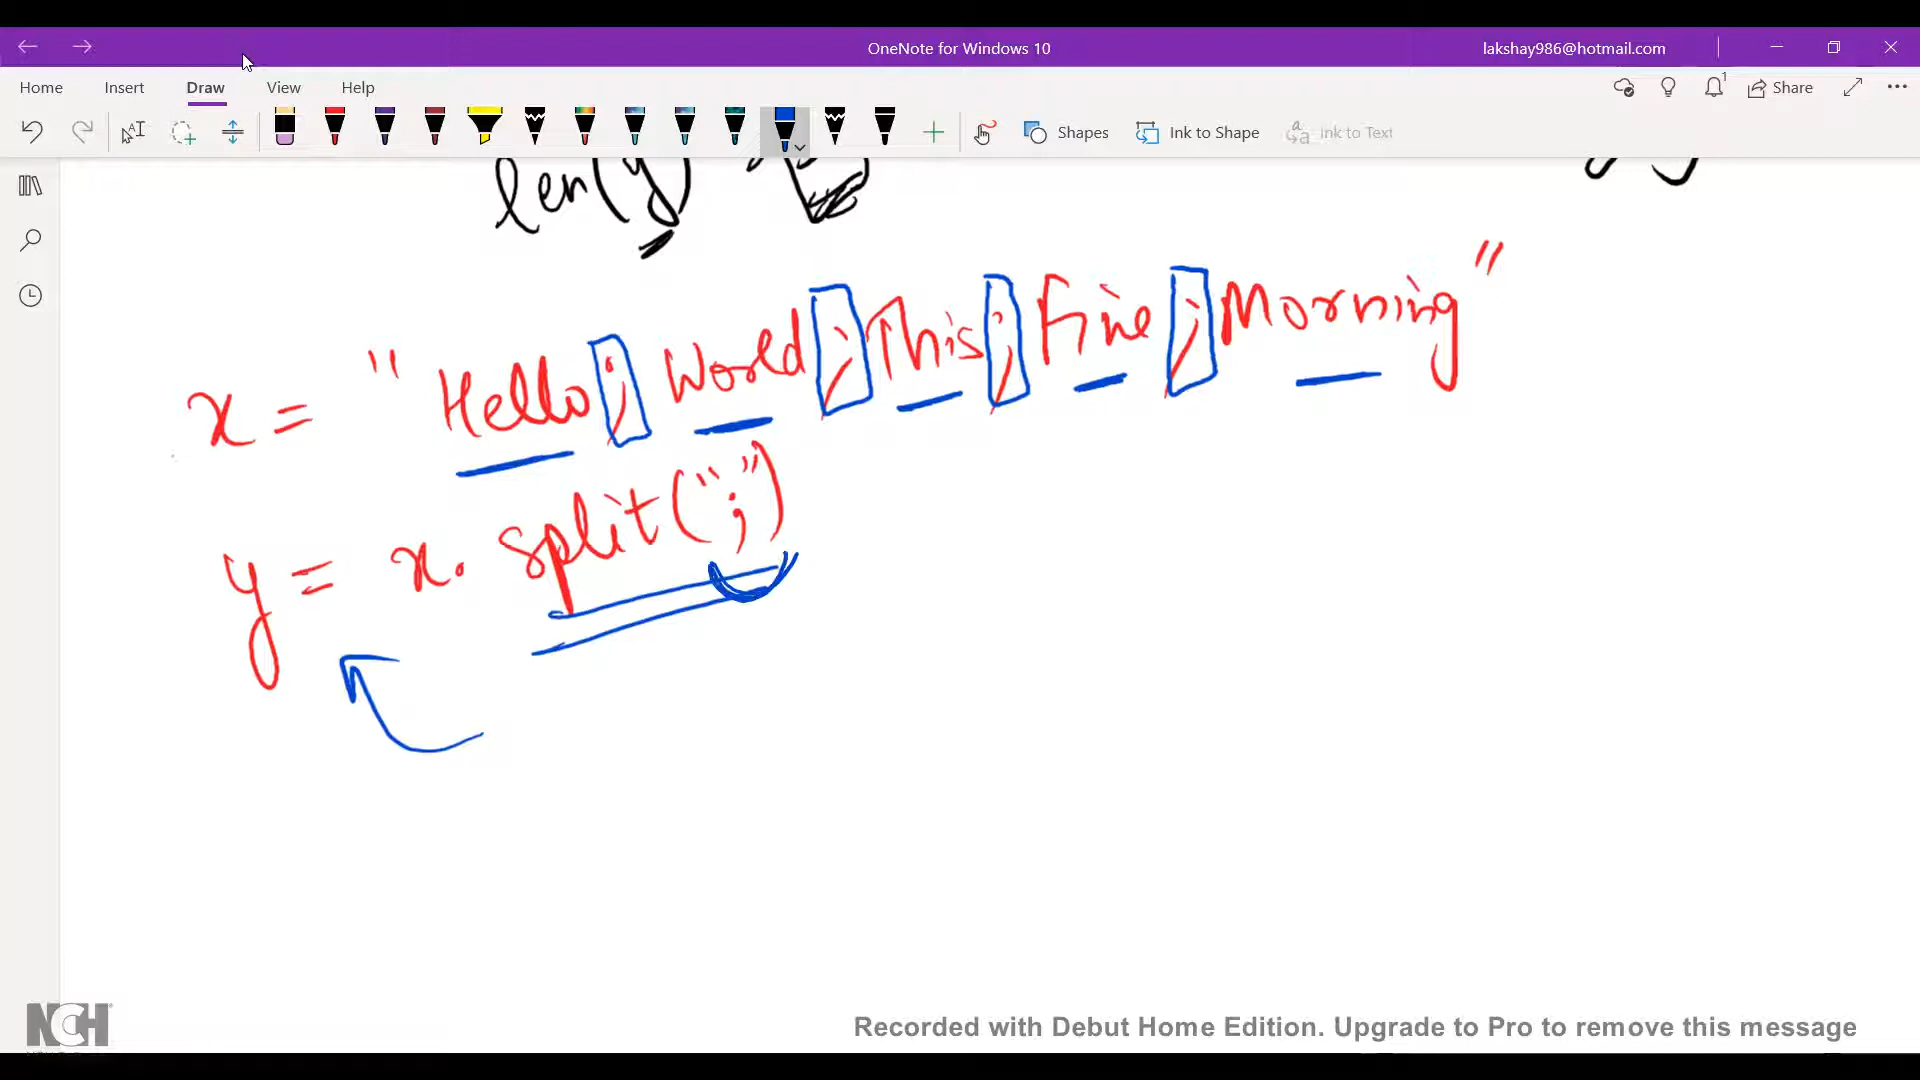 OneNote for Windows 10
lakshay986@hotmail.com
Home Insert Draw View Help
1
Share
Shapes Ink to Shape Ink to Text
len(y)
x = "Hello; World; This; Fine; Morning"
y = x. split(";")
NCH
Recorded with Debut Home Edition. Upgrade to Pro to remove this message